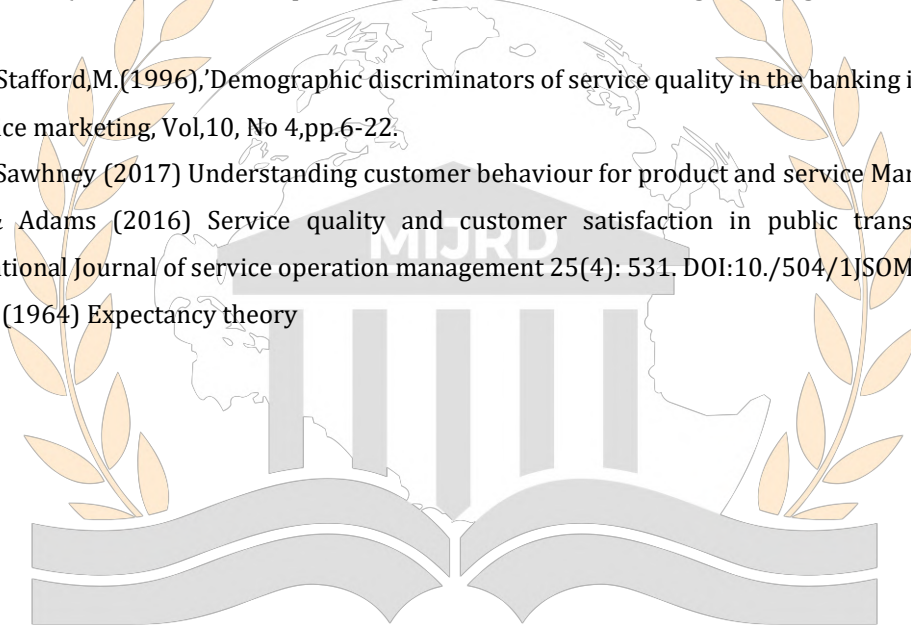 Stafford,M.(1996),’Demographic discriminators of service quality in the banking i
ce marketing, Vol,10, No 4,pp.6-22.
Sawhney (2017) Understanding customer behaviour for product and service Mar
& Adams (2016) Service quality and customer satisfaction in public trans
tional Journal of service operation management 25(4): 531. DOI:10./504/1JSOM
(1964) Expectancy theory
MIJRD